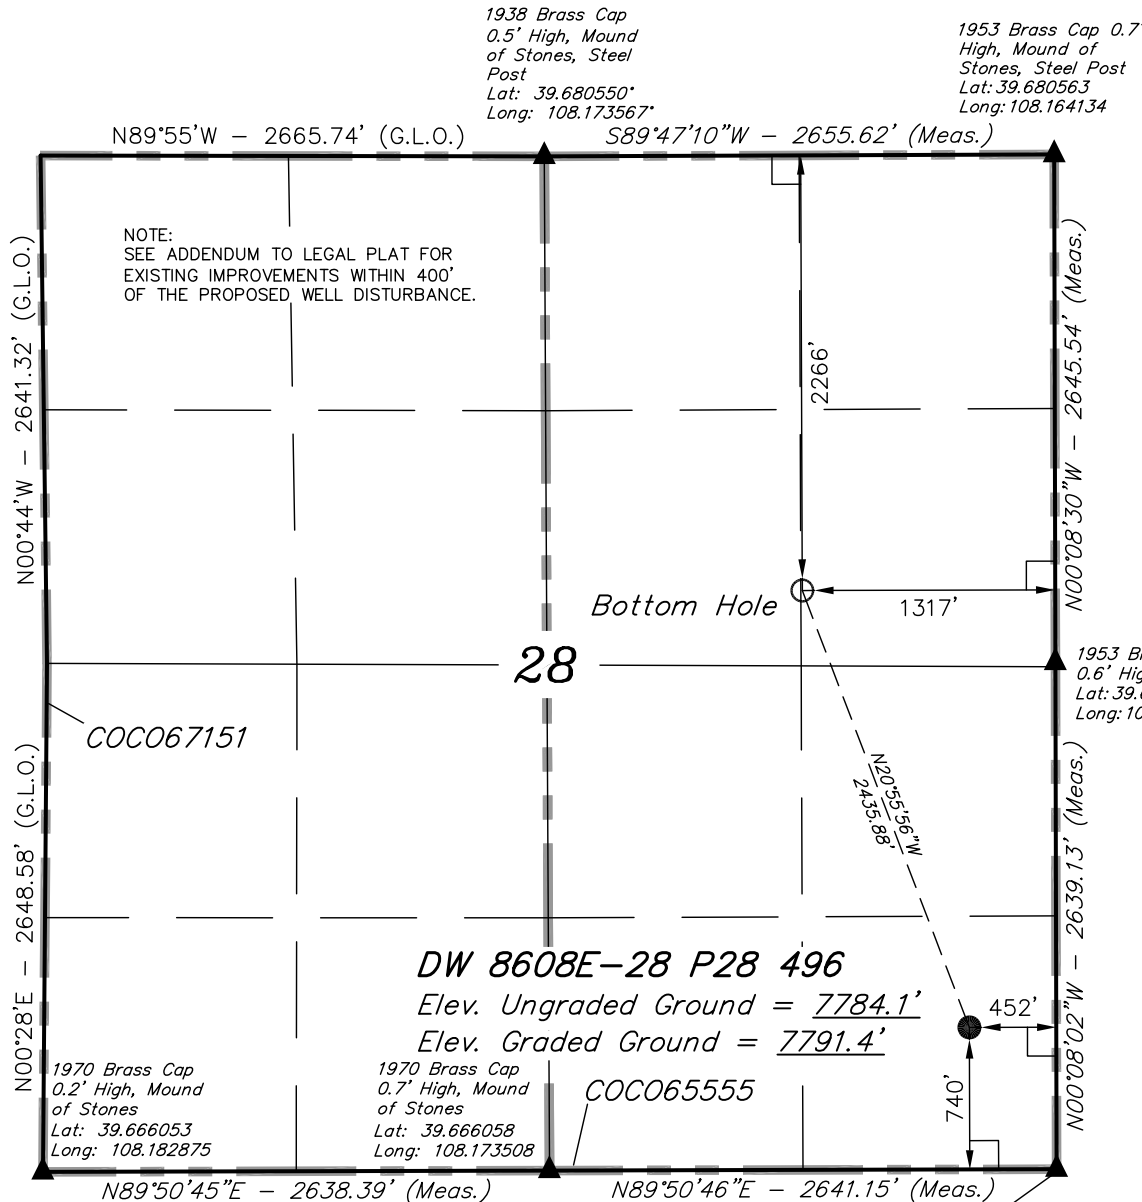 1938 Brass Cap
0.5' High, Mound
of Stones, Steel
Post
Lat: 39.680550°
Long: 108.173567°
1953 Brass Cap 0.7'
High, Mound of
Stones, Steel Post
Lat: 39.680563
Long: 108.164134
N89°55'W - 2665.74' (G.L.O.)
S89°47'10"W - 2655.62' (Meas.)
NOTE:
SEE ADDENDUM TO LEGAL PLAT FOR
EXISTING IMPROVEMENTS WITHIN 400'
OF THE PROPOSED WELL DISTURBANCE.
N00°44'W - 2641.32' (G.L.O.)
2266'
N00°08'30"W - 2645.54' (Meas.)
Bottom Hole
1317'
28
1953
0.6'
COCO67151
N20°55'56"W
2435.88'
N00°28'E - 2648.58' (G.L.O.)
N00°08'02"W - 2639.13' (Meas.)
DW 8608E-28 P28 496
Elev. Ungraded Ground = 7784.1'
Elev. Graded Ground = 7791.4'
452'
740'
COCO65555
1970 Brass Cap
0.2' High, Mound
of Stones
Lat: 39.666053
Long: 108.182875
1970 Brass Cap
0.7' High, Mound
of Stones
Lat: 39.666058
Long: 108.173508
N89°50'45"E - 2638.39' (Meas.)
N89°50'46"E - 2641.15' (Meas.)